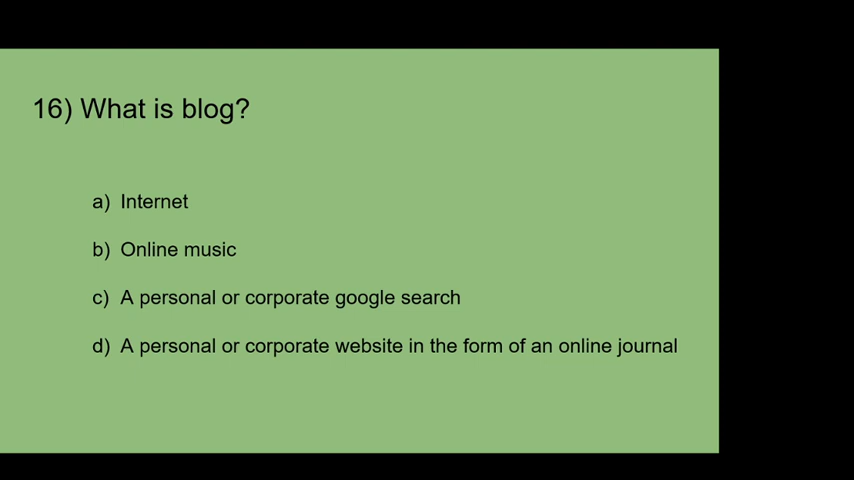 16) What is blog?
a) Internet
b) Online music
c) A personal or corporate google search
d) A personal or corporate website in the form of an online journal